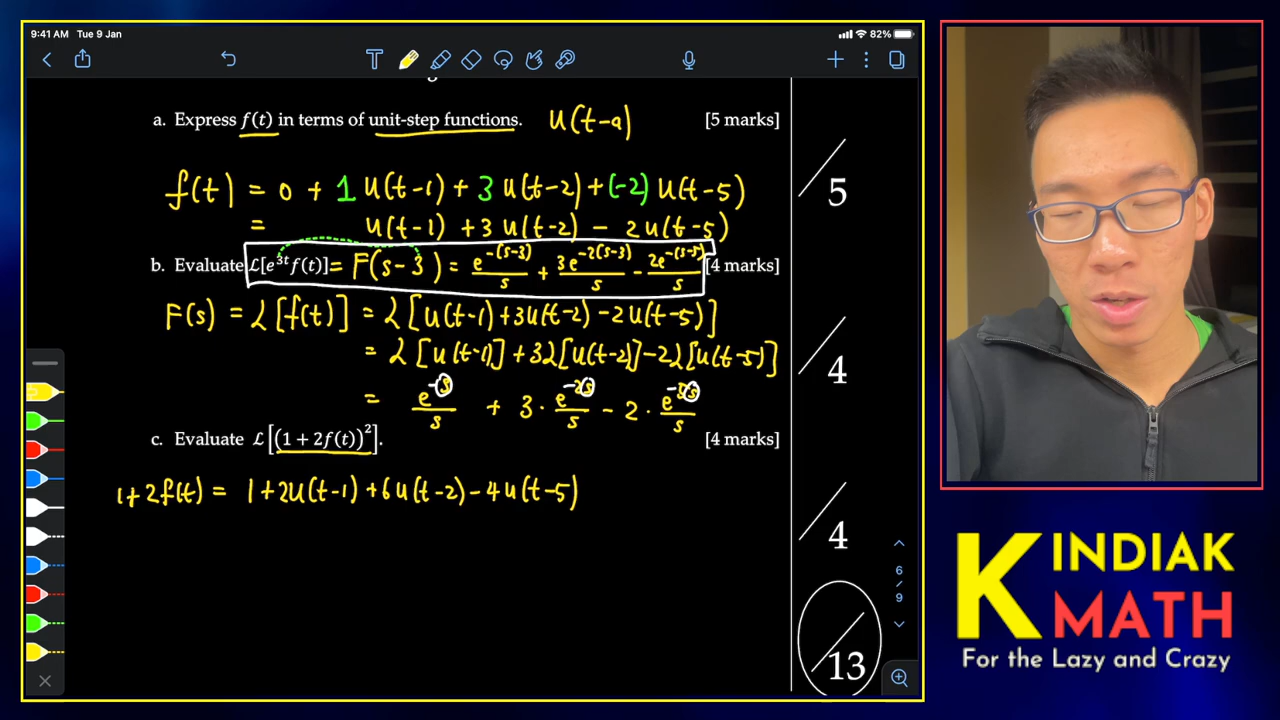 9:41 AM Tue 9 Jan 82%
a. Express f(t) in terms of unit-step functions. u(t-a) [5 marks]
f(t) = 0 + 1 u(t-1) + 3 u(t-2) + (-2) u(t-5)
= u(t-1) + 3 u(t-2) - 2u(t-5)
b. Evaluate ℒ[e^{3t}f(t)] = F(s-3) = e^{-(s-3)}/s + 3e^{-2(s-3)}/s - 2e^{-(s-5)}/s [4 marks]
F(s) = ℒ[f(t)] = ℒ[u(t-1)+3u(t-2)-2u(t-5)]
= ℒ[u(t-1)] + 3ℒ[u(t-2)] - 2ℒ[u(t-5)]
= e^{-s}/s + 3 · e^{-2s}/s - 2 · e^{-5s}/s
c. Evaluate ℒ[(1 + 2f(t))²]. [4 marks]
1+2f(t) = 1+2u(t-1)+6u(t-2)-4u(t-5)
/5
/4
/4
/13
6/9
KINDIAK
MATH
For the Lazy and Crazy